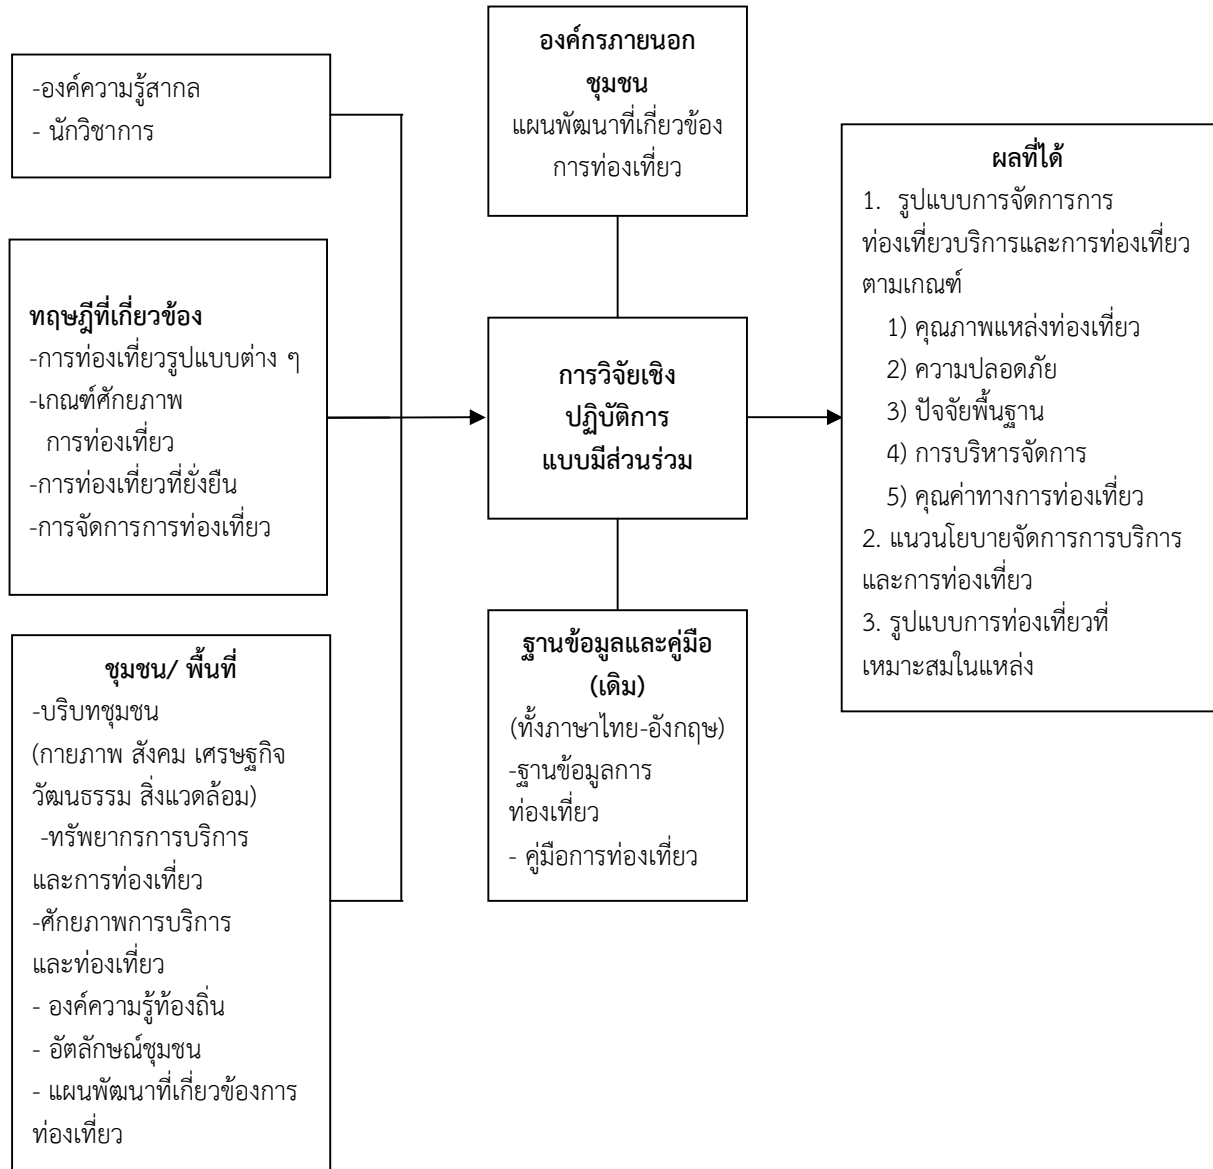 -องค์ความรู้สากล
- นักวิชาการ
ทฤษฎีที่เกี่ยวข้อง
-การท่องเที่ยวรูปแบบต่าง ๆ
-เกณฑ์ศักยภาพ
การท่องเที่ยว
-การท่องเที่ยวที่ยั่งยืน
-การจัดการการท่องเที่ยว
ชุมชน/ พื้นที่
-บริบทชุมชน
(กายภาพ สังคม เศรษฐกิจ
วัฒนธรรม สิ่งแวดล้อม)
-ทรัพยากรการบริการ
และการท่องเที่ยว
-ศักยภาพการบริการ
และท่องเที่ยว
- องค์ความรู้ท้องถิ่น
- อัตลักษณ์ชุมชน
- แผนพัฒนาที่เกี่ยวข้องการ
ท่องเที่ยว
องค์กรภายนอก
ชุมชน
แผนพัฒนาที่เกี่ยวข้อง
การท่องเที่ยว
การวิจัยเชิง
ปฏิบัติการ
แบบมีส่วนร่วม
ฐานข้อมูลและคู่มือ
(เดิม)
(ทั้งภาษาไทย-อังกฤษ)
-ฐานข้อมูลการ
ท่องเที่ยว
- คู่มือการท่องเที่ยว
ผลที่ได้
1. รูปแบบการจัดการการ
ท่องเที่ยวบริการและการท่องเที่ยว
ตามเกณฑ์
1) คุณภาพแหล่งท่องเที่ยว
2) ความปลอดภัย
3) ปัจจัยพื้นฐาน
4) การบริหารจัดการ
5) คุณค่าทางการท่องเที่ยว
2. แนวนโยบายจัดการการบริการ
และการท่องเที่ยว
3. รูปแบบการท่องเที่ยวที่
เหมาะสมในแหล่ง